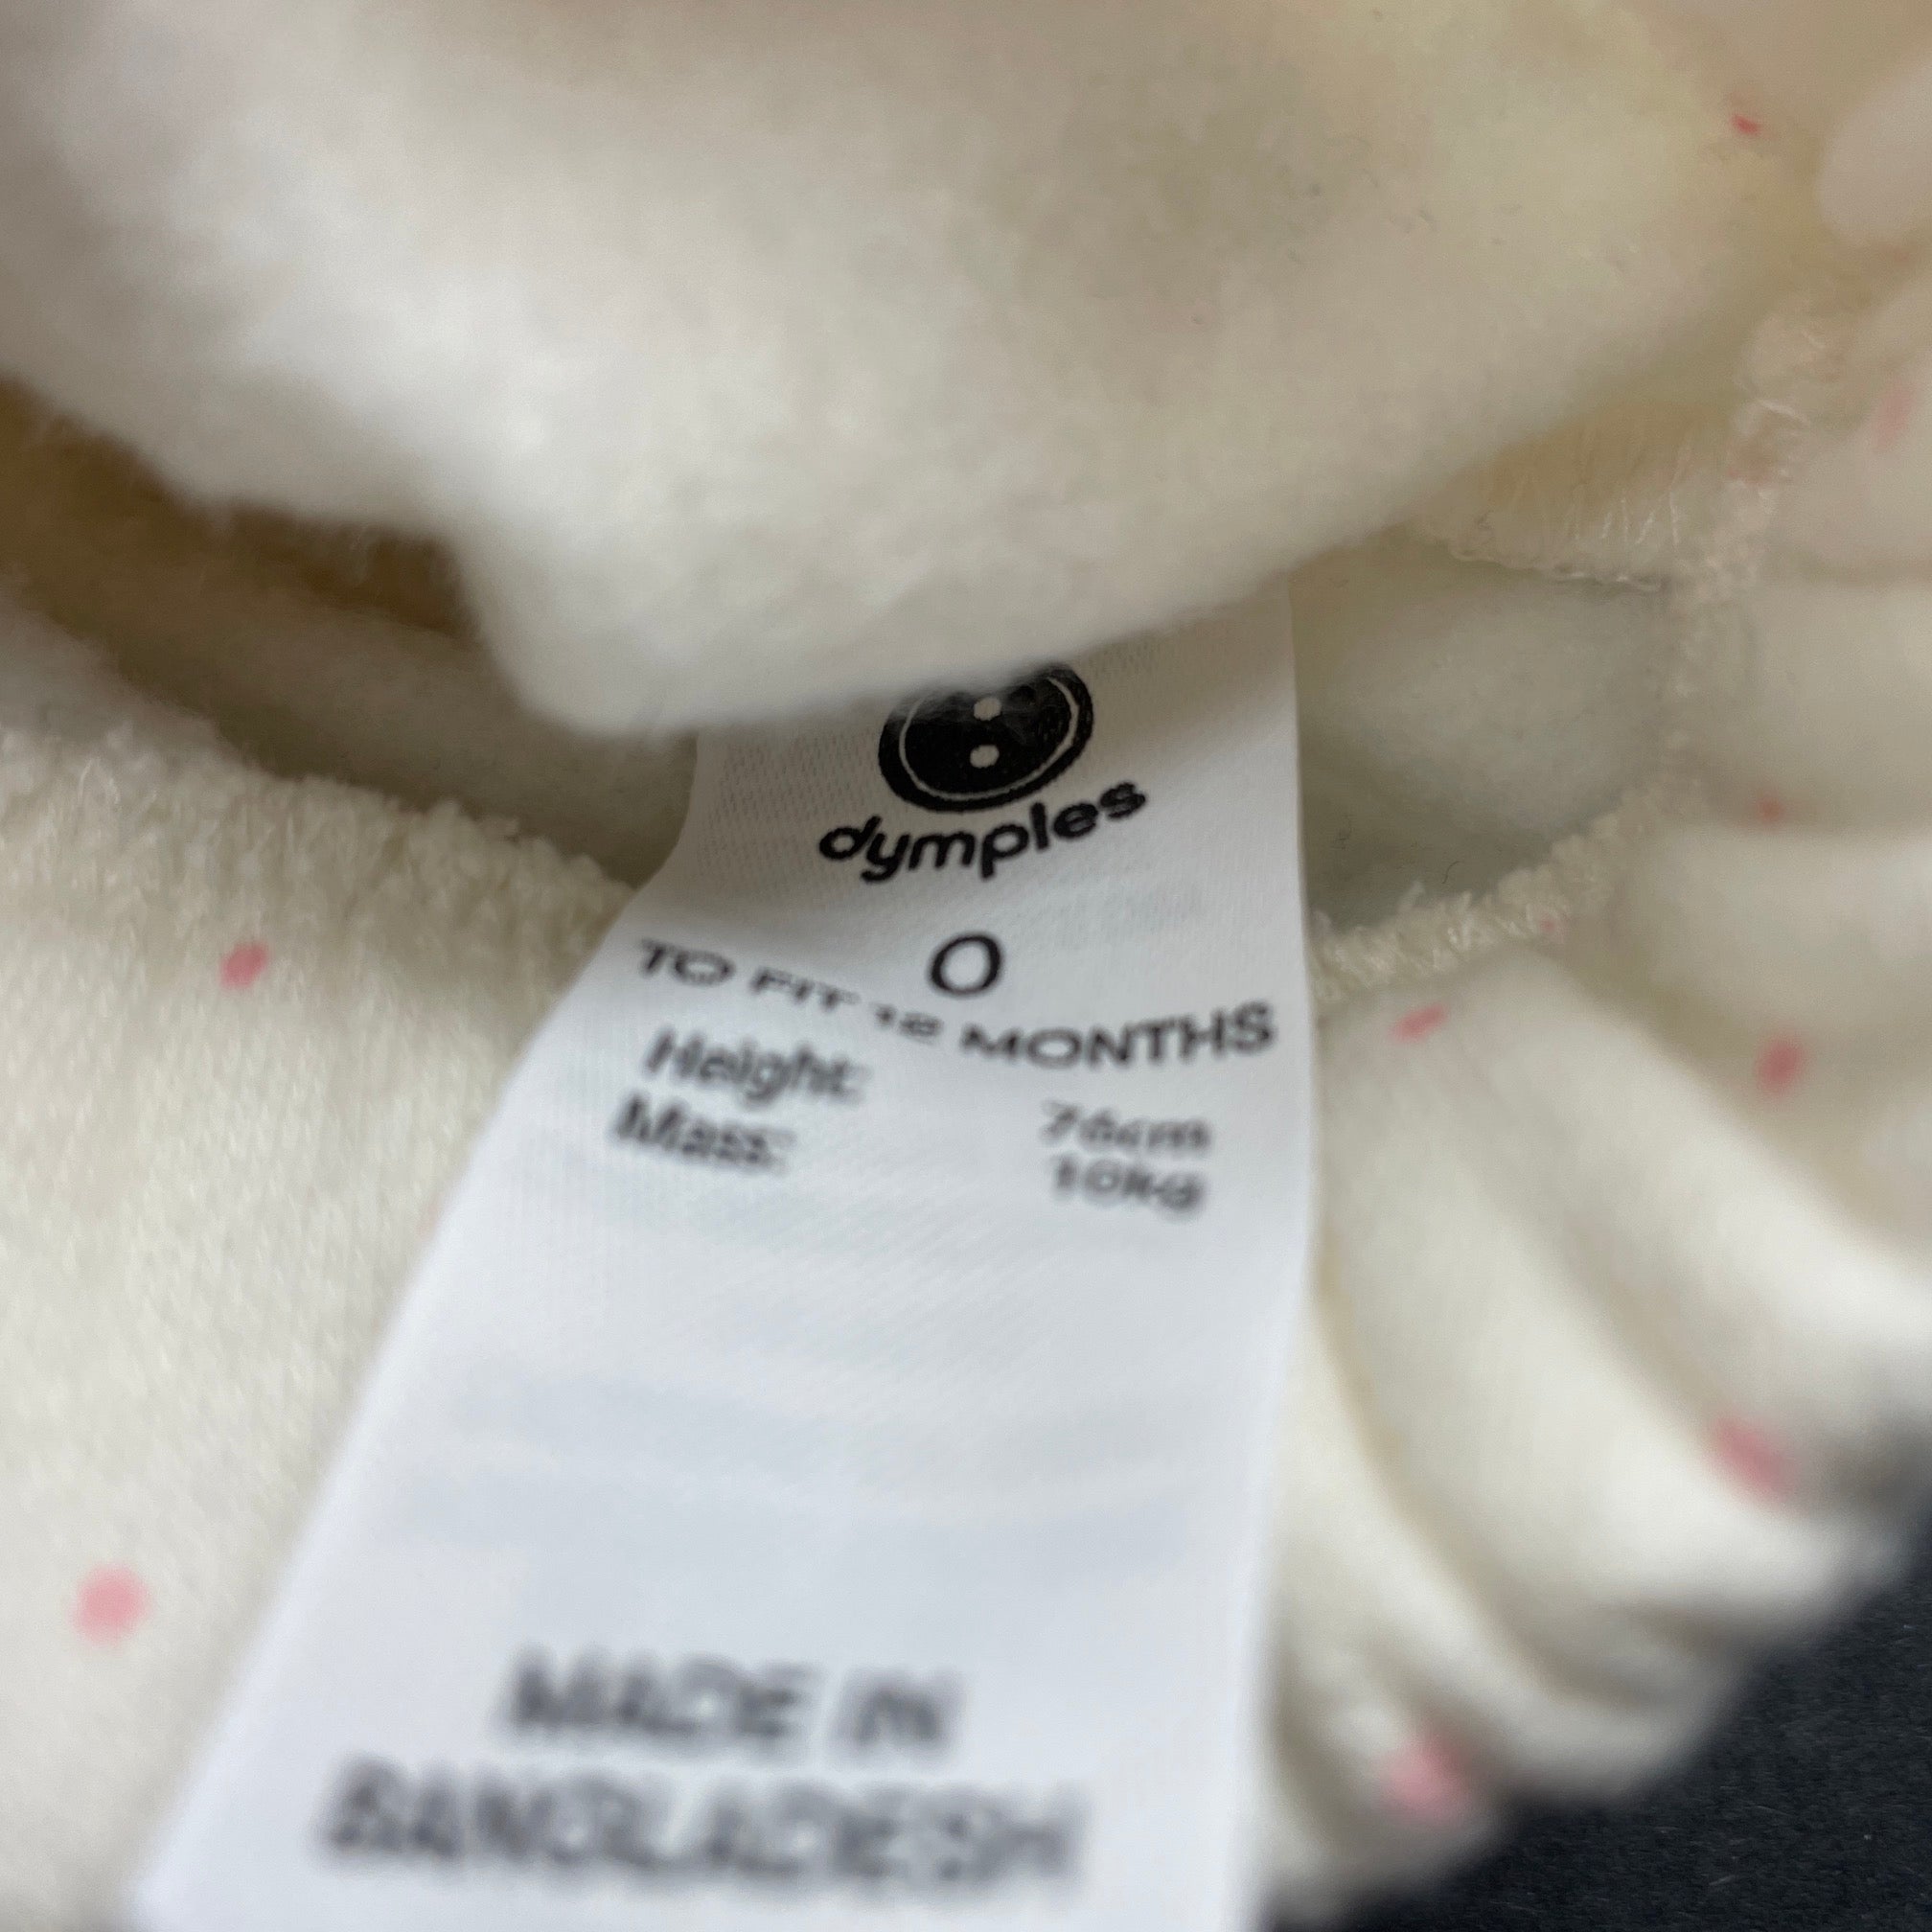 dymples
0
TO FIT 12 MONTHS
Height: 76cm
Mass: 10kg
MADE IN
BANGLADESH